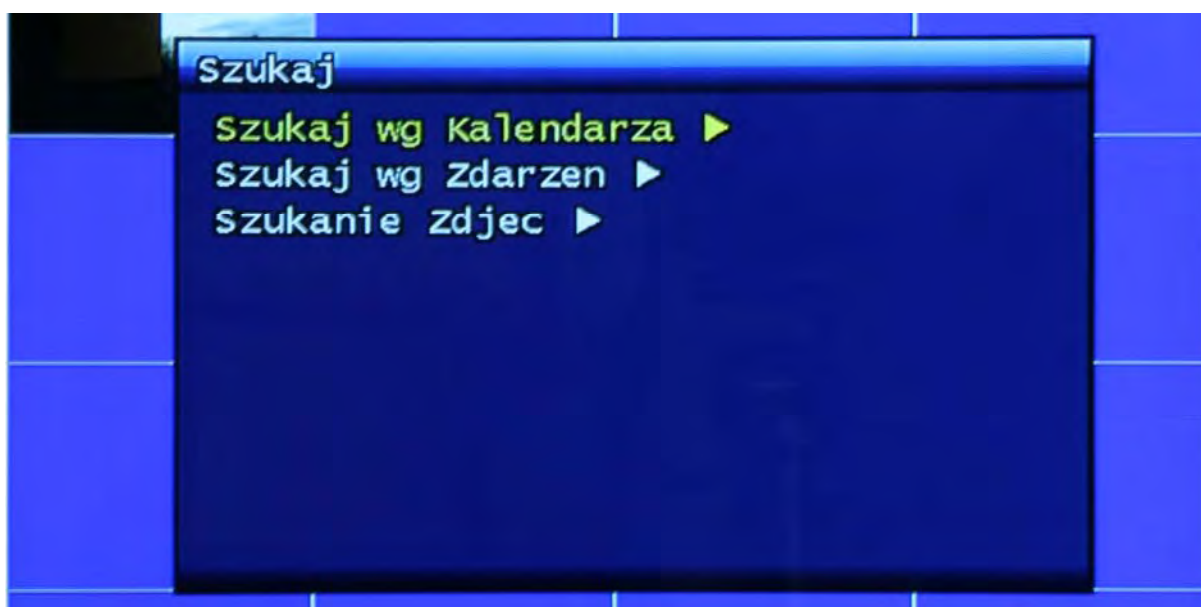 Szukaj
Szukaj wg Kalendarza ▶
Szukaj wg Zdarzen ▶
Szukanie Zdjec ▶